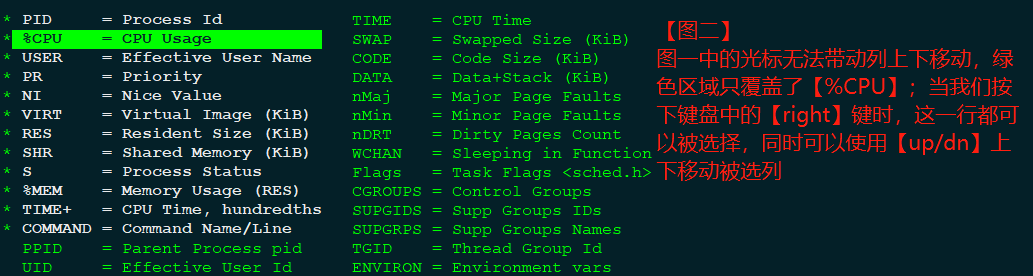 * PID = Process Id
* %CPU = CPU Usage
* USER = Effective User Name
* PR = Priority
* NI = Nice Value
* VIRT = Virtual Image (KiB)
* RES = Resident Size (KiB)
* SHR = Shared Memory (KiB)
* S = Process Status
* %MEM = Memory Usage (RES)
* TIME+ = CPU Time, hundredths
* COMMAND = Command Name/Line
PPID = Parent Process pid
UID = Effective User Id
TIME = CPU Time
SWAP = Swapped Size (KiB)
CODE = Code Size (KiB)
DATA = Data+Stack (KiB)
nMaj = Major Page Faults
nMin = Minor Page Faults
nDRT = Dirty Pages Count
WCHAN = Sleeping in Function
Flags = Task Flags <sched.h>
CGROUPS = Control Groups
SUPGIDS = Supp Groups IDs
SUPGRPS = Supp Groups Names
TGID = Thread Group Id
ENVIRON = Environment vars
【图二】
图一中的光标无法带动列上下移动，绿
色区域只覆盖了【%CPU】；当我们按
下键盘中的【right】键时，这一行都可
以被选择，同时可以使用【up/dn】上
下移动被选列